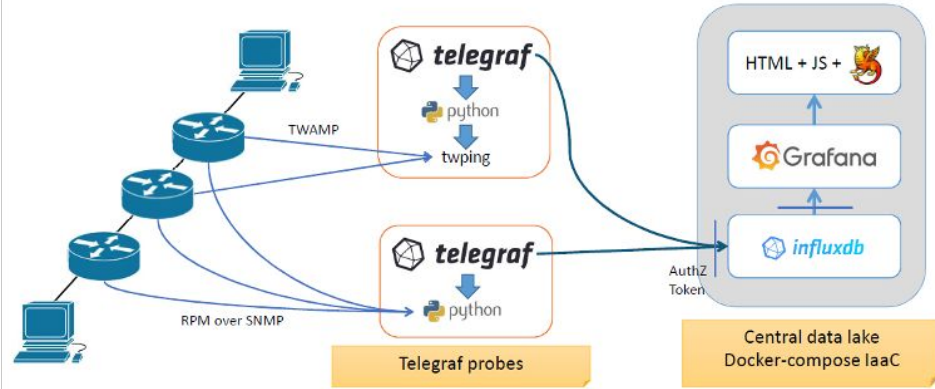 telegraf
python
TWAMP
twping
telegraf
python
RPM over SNMP
Telegraf probes
HTML + JS +
Grafana
influxdb
AuthZ
Token
Central data lake
Docker-compose IaaC